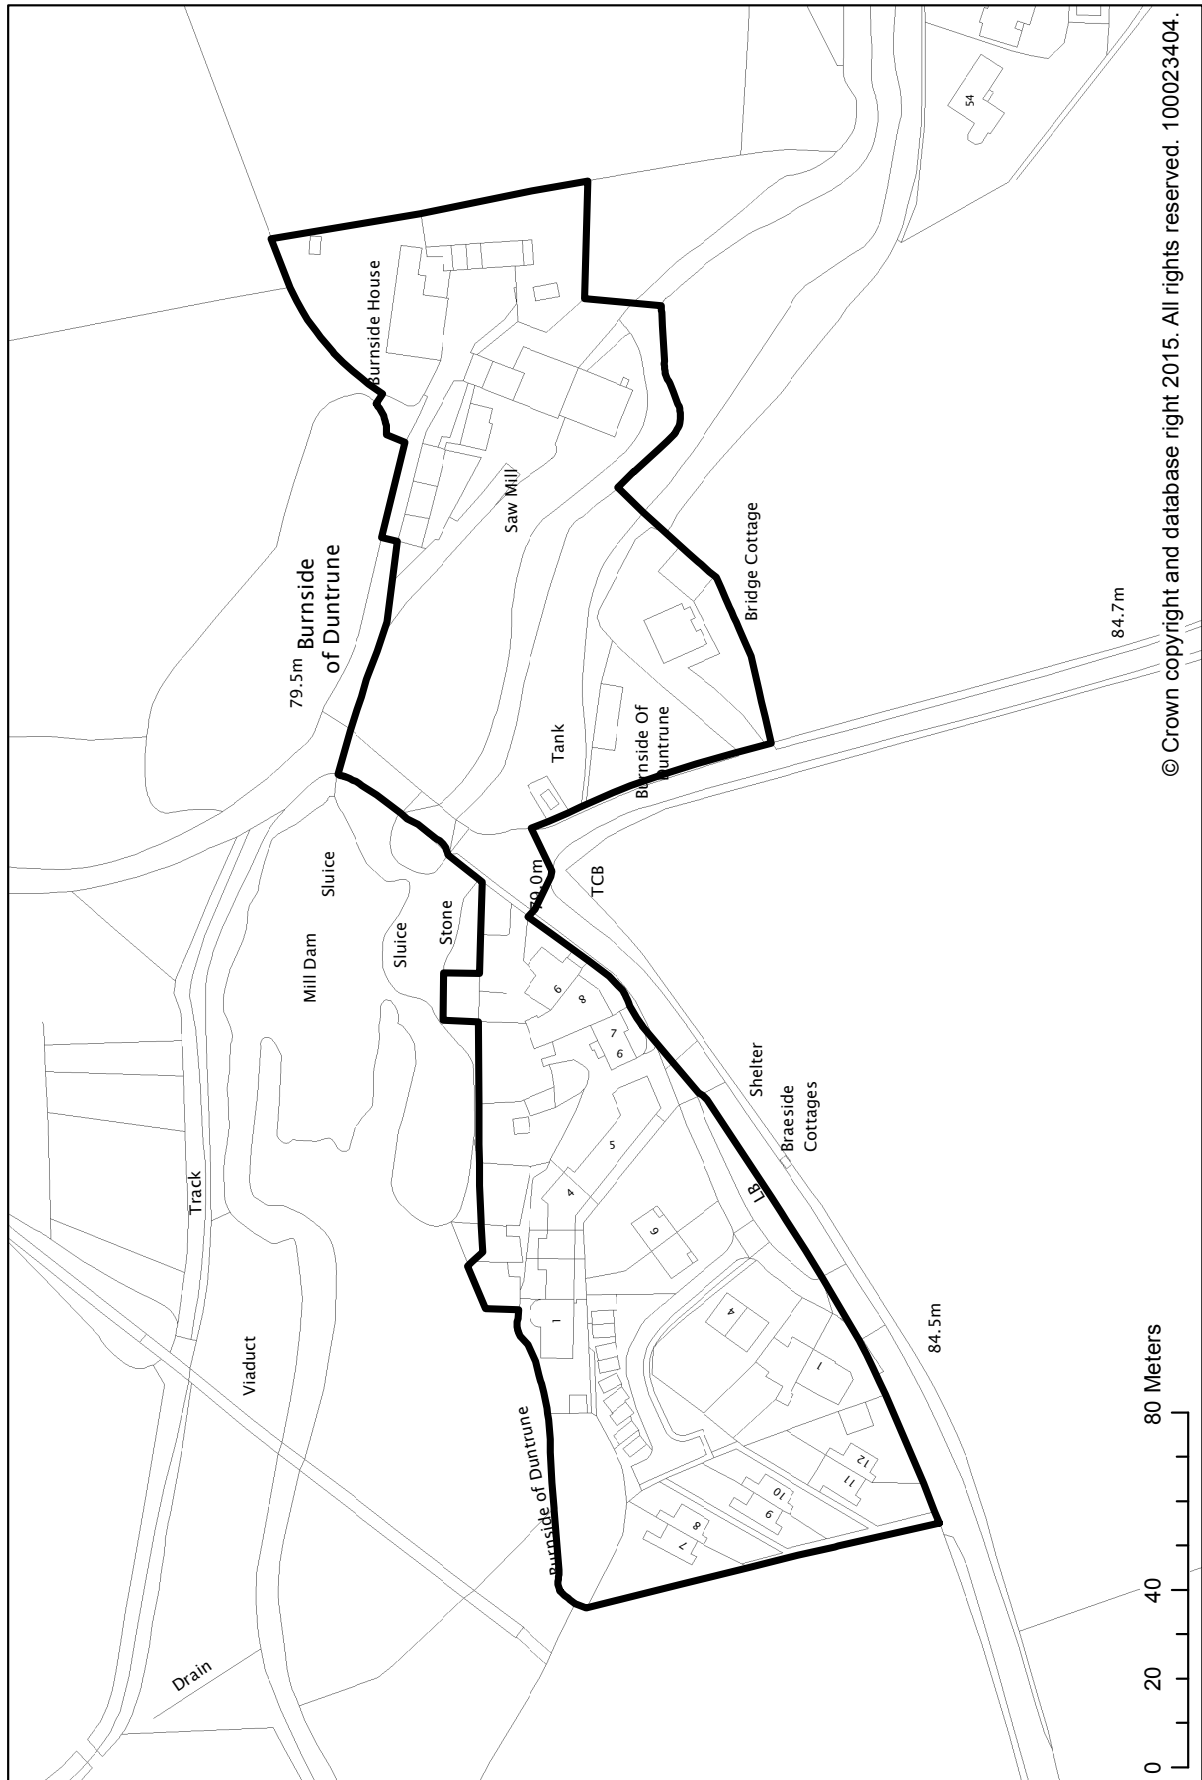 Drain
Track
Viaduct
79.5m
Burnside
of Duntrune
Mill Dam
Sluice
Burnside House
Sluice
Stone
Saw Mill
Burnside of Duntrune
79.0m
Tank
1
4
5
9
8
7
6
TCB
Burnside Of
Duntrune
6
7
8
9
10
4
1
11
12
LB
Shelter
Braeside
Cottages
Bridge Cottage
84.5m
54
84.7m
0
20
40
80 Meters
© Crown copyright and database right 2015. All rights reserved. 100023404.